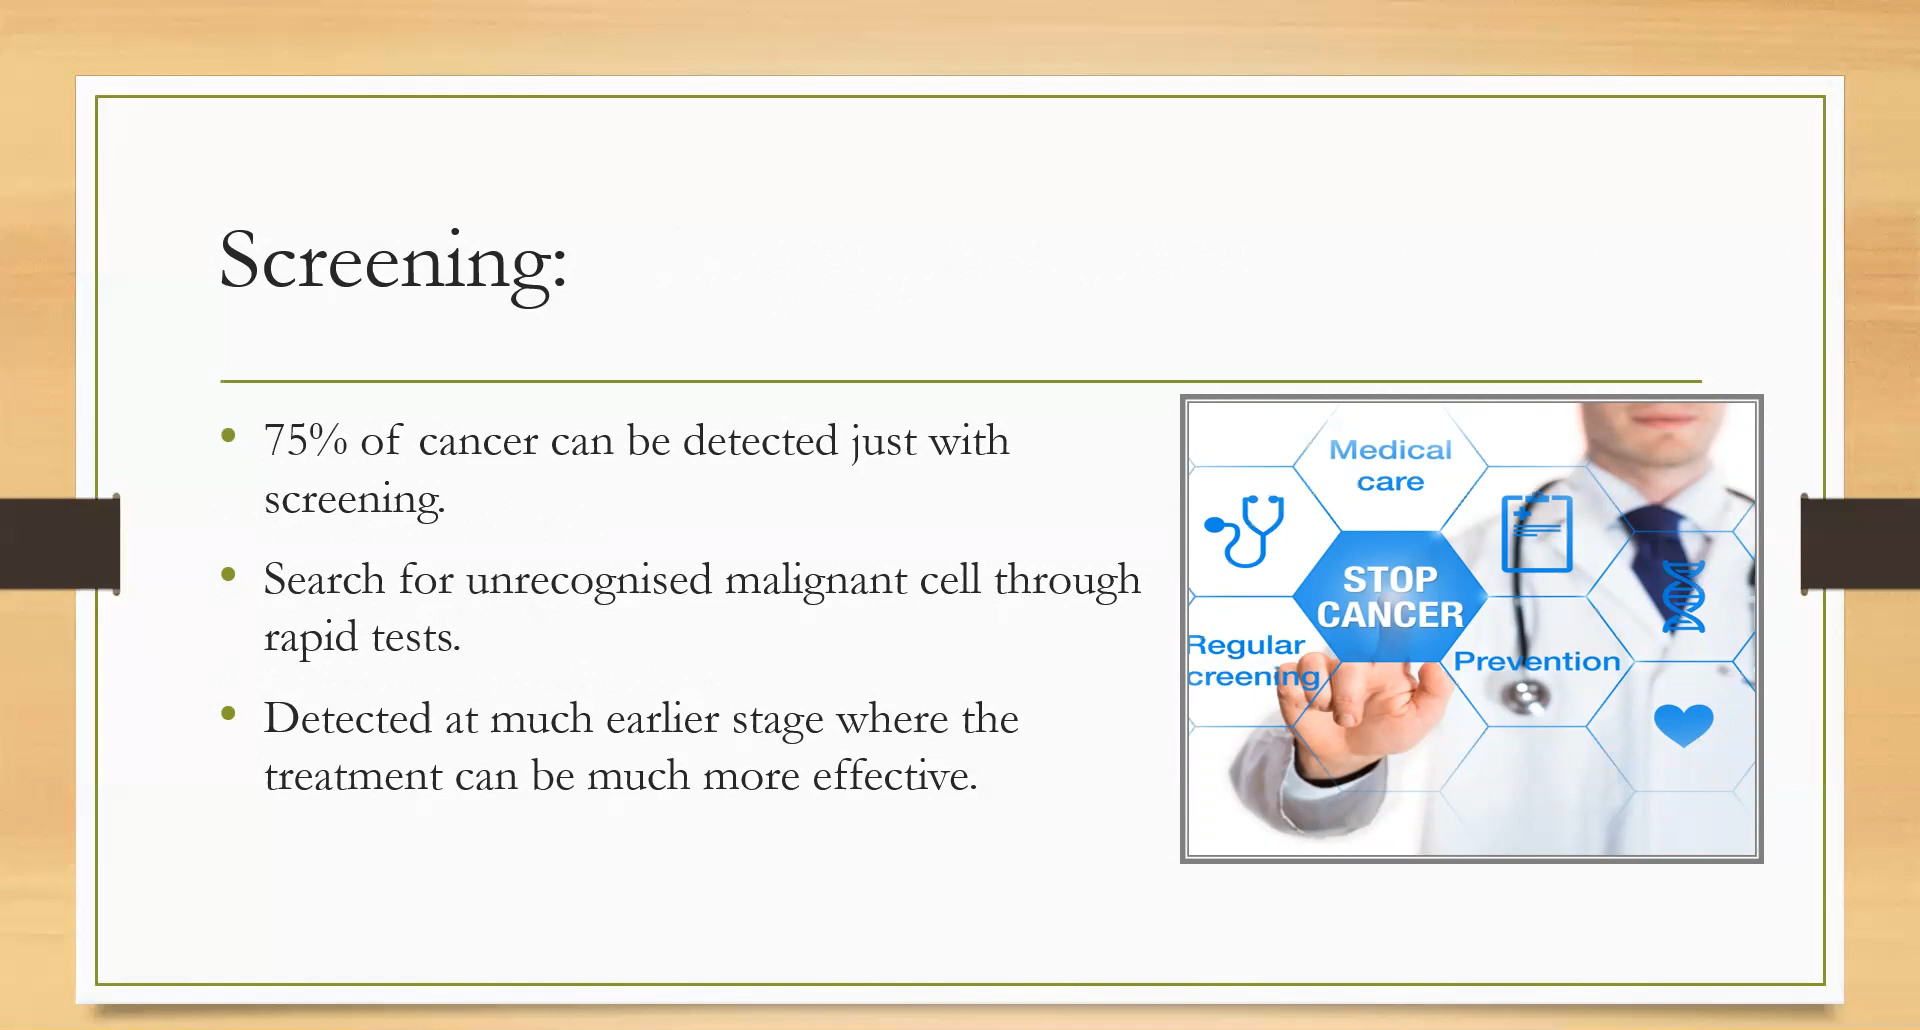 Screening:
75% of cancer can be detected just with
screening.
Search for unrecognised malignant cell through
rapid tests.
Detected at much earlier stage where the
treatment can be much more effective.
Medical
care
STOP
CANCER
Regular
creening
Prevention